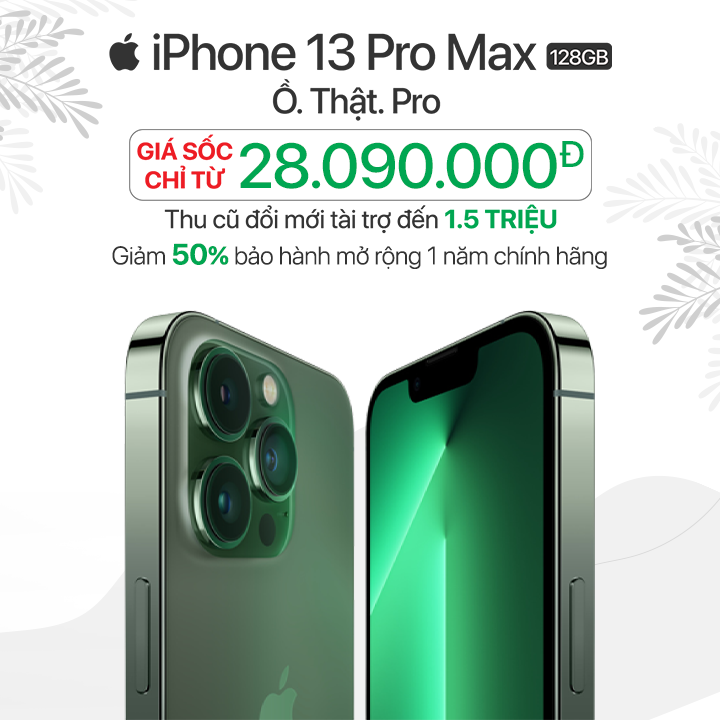 iPhone 13 Pro Max 128GB
Ồ. Thật. Pro
GIÁ SỐC
CHỈ TỪ 28.090.000Đ
Thu cũ đổi mới tài trợ đến 1.5 TRIỆU
Giảm 50% bảo hành mở rộng 1 năm chính hãng